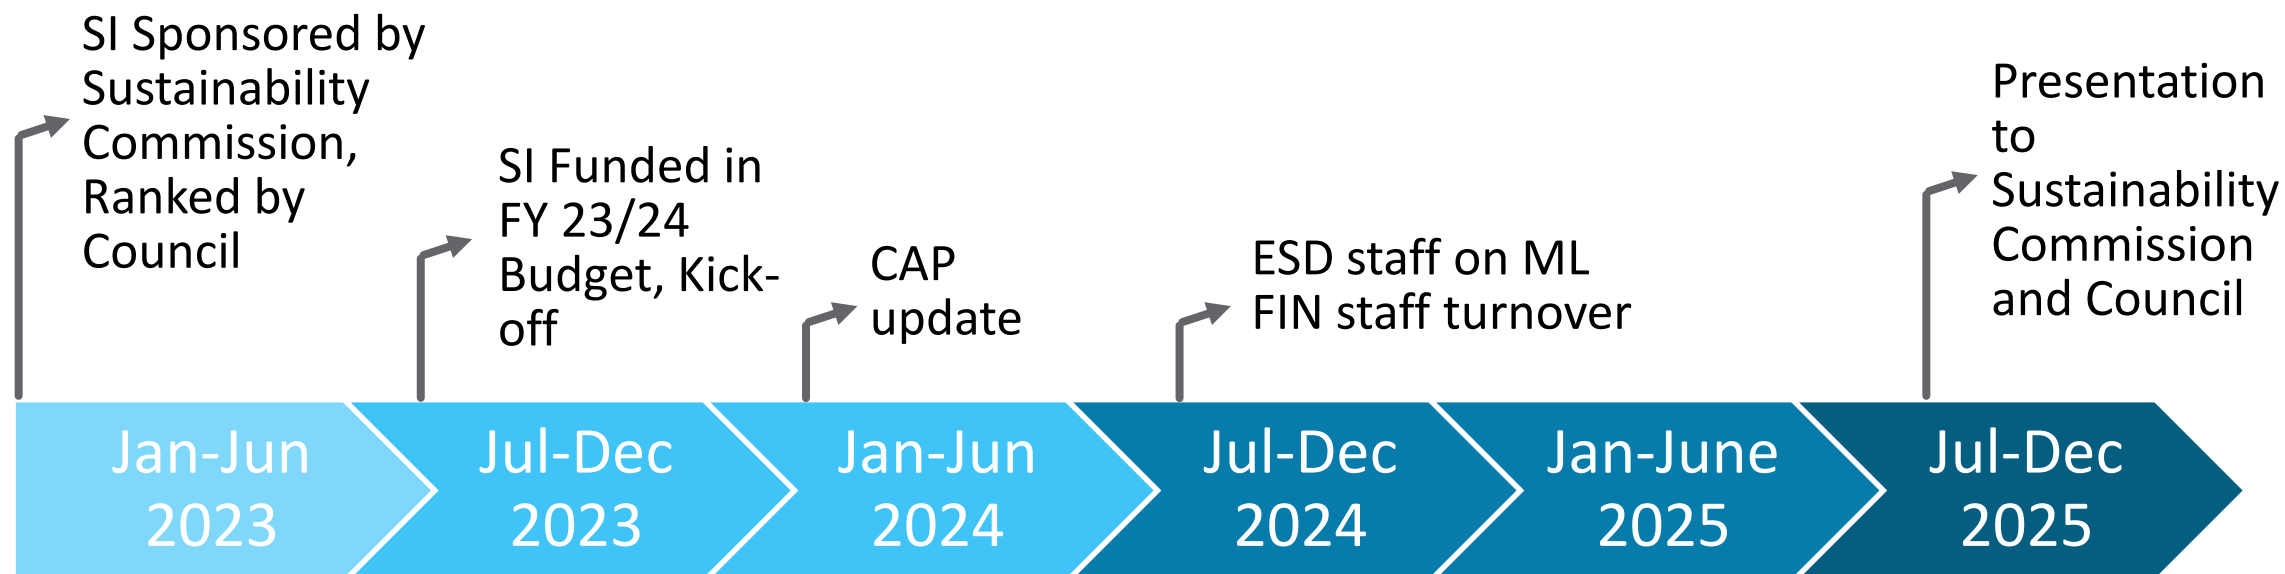 SI Sponsored by
Sustainability
Commission,
Ranked by
Council
SI Funded in
FY 23/24
Budget, Kick-
off
CAP
update
ESD staff on ML
FIN staff turnover
Presentation
to
Sustainability
Commission
and Council
Jan-Jun
2023
Jul-Dec
2023
Jan-Jun
2024
Jul-Dec
2024
Jan-June
2025
Jul-Dec
2025